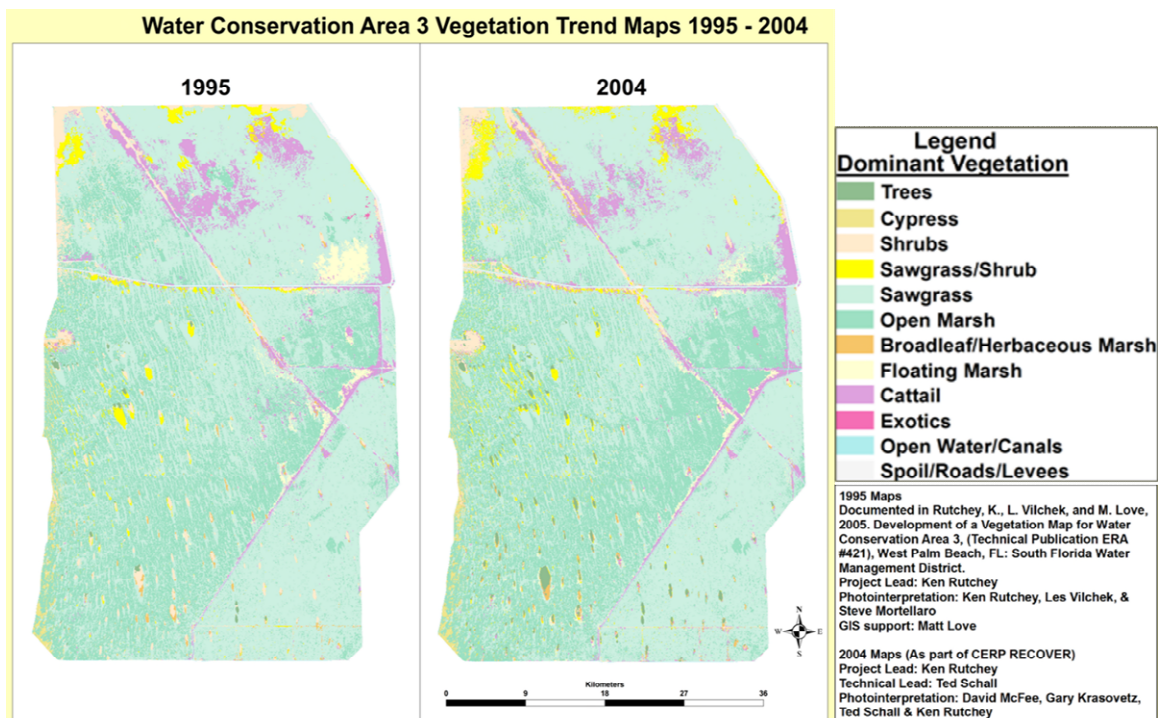 Water Conservation Area 3 Vegetation Trend Maps 1995 - 2004
1995
2004
Legend
Dominant Vegetation
Trees
Cypress
Shrubs
Sawgrass/Shrub
Sawgrass
Open Marsh
Broadleaf/Herbaceous Marsh
Floating Marsh
Cattail
Exotics
Open Water/Canals
Spoil/Roads/Levees
1995 Maps
Documented in Rutchey, K., L. Vilchek, and M. Love,
2005. Development of a Vegetation Map for Water
Conservation Area 3, (Technical Publication ERA
#421), West Palm Beach, FL: South Florida Water
Management District.
Project Lead: Ken Rutchey
Photointerpretation: Ken Rutchey, Les Vilchek, &
Steve Mortellaro
GIS support: Matt Love
2004 Maps (As part of CERP RECOVER)
Project Lead: Ken Rutchey
Technical Lead: Ted Schall
Photointerpretation: David McFee, Gary Krasovetz,
Ted Schall & Ken Rutchey
N
W E
S
Kilometers
0 9 18 27 36